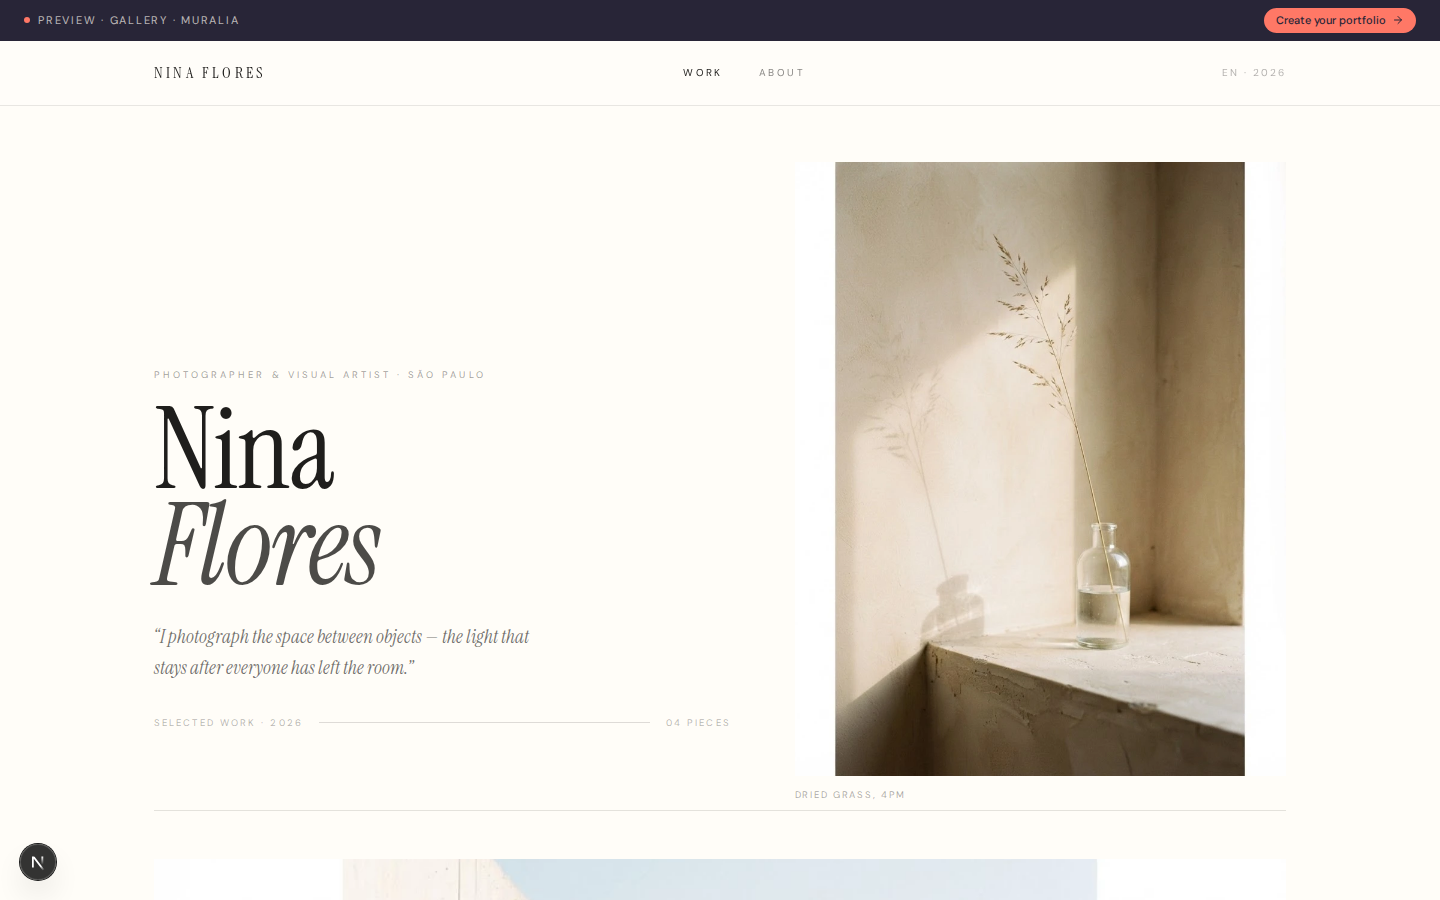 PREVIEW · GALLERY · MURALIA
Create your portfolio →
NINA FLORES
WORK
ABOUT
EN · 2026
PHOTOGRAPHER & VISUAL ARTIST · SÃO PAULO
Nina
Flores
“I photograph the space between objects — the light that
stays after everyone has left the room.”
SELECTED WORK · 2026
04 PIECES
DRIED GRASS, 4PM
N